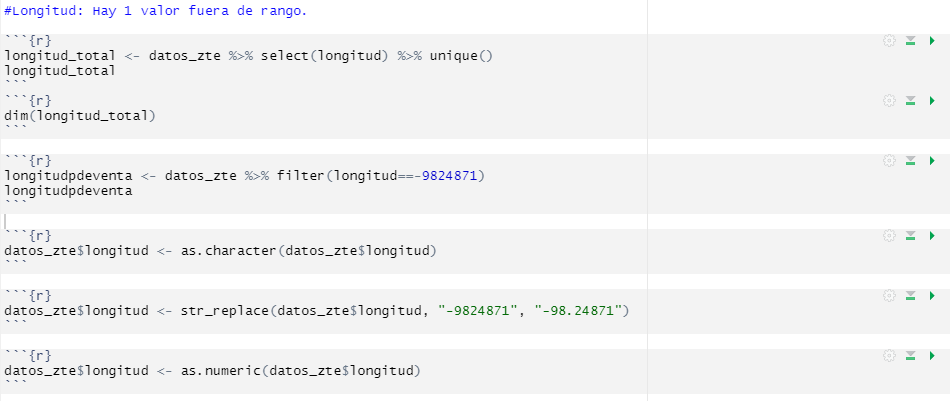 #Longitud: Hay 1 valor fuera de rango.
```{r}
longitud_total <- datos_zte %>% select(longitud) %>% unique()
longitud_total
```
```{r}
dim(longitud_total)
```
```{r}
longitudpdeventa <- datos_zte %>% filter(longitud==-9824871)
longitudpdeventa
```
```{r}
datos_zte$longitud <- as.character(datos_zte$longitud)
```
```{r}
datos_zte$longitud <- str_replace(datos_zte$longitud, "-9824871", "-98.24871")
```
```{r}
datos_zte$longitud <- as.numeric(datos_zte$longitud)
```